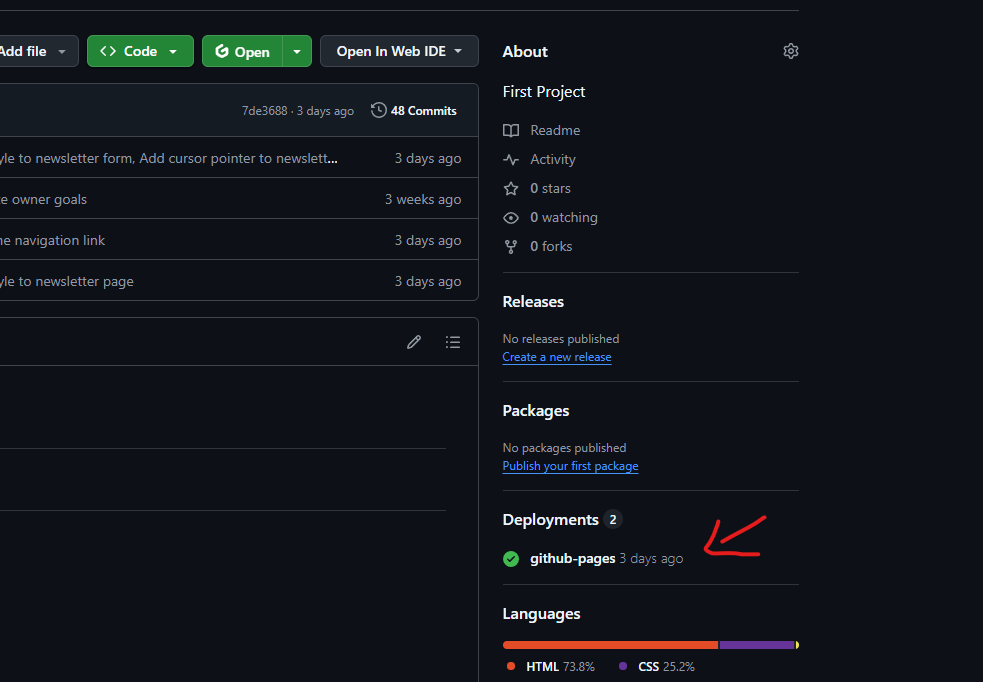 Add file
Code
Open
Open In Web IDE
7de3688 · 3 days ago
48 Commits
yle to newsletter form, Add cursor pointer to newslett...
3 days ago
e owner goals
3 weeks ago
ne navigation link
3 days ago
yle to newsletter page
3 days ago
About
First Project
Readme
Activity
0 stars
0 watching
0 forks
Releases
No releases published
Create a new release
Packages
No packages published
Publish your first package
Deployments 2
github-pages 3 days ago
Languages
HTML 73.8%
CSS 25.2%